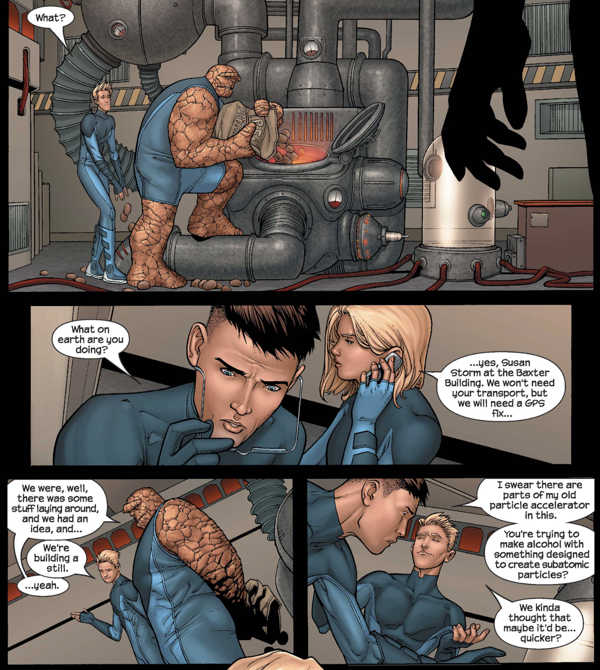 What?
What on
earth are you
doing?
...yes, Susan
Storm at the Baxter
Building. We won't need
your transport, but
we will need a GPS
fix...
We were, well,
there was some
stuff laying around,
and we had an
idea, and...
We're
building a
still.
...yeah.
I swear there are
parts of my old
particle accelerator
in this.
You're trying to
make alcohol with
something designed
to create subatomic
particles?
We kinda
thought that
maybe it'd be...
quicker?